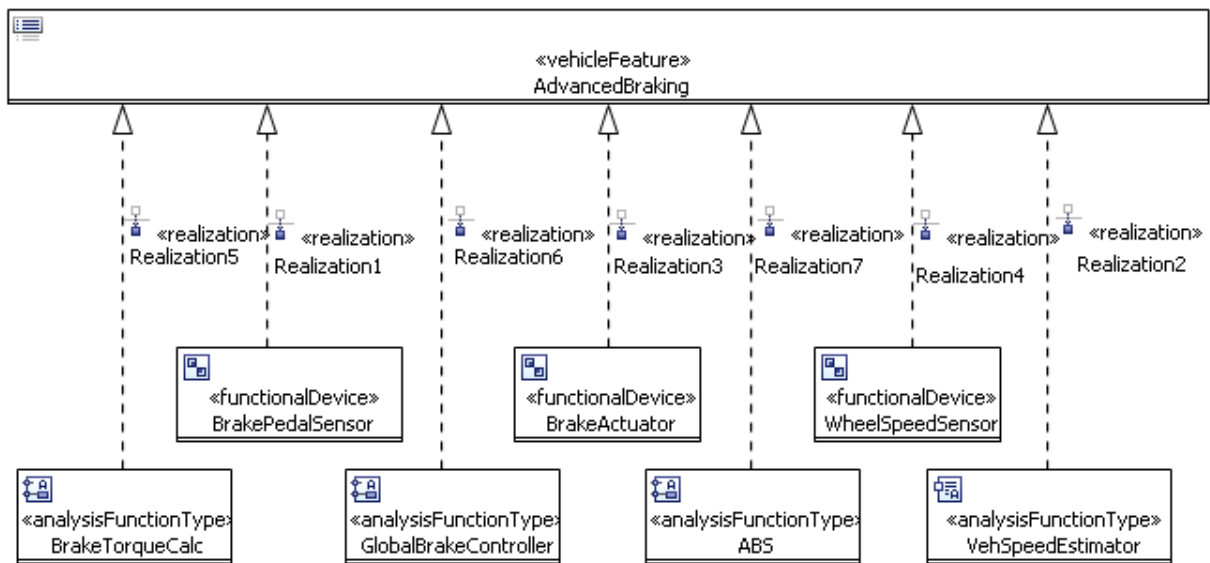 «vehicleFeature»
AdvancedBraking
«realization»
Realization5
«realization»
Realization1
«realization»
Realization6
«realization»
Realization3
«realization»
Realization7
«realization»
Realization4
«realization»
Realization2
«functionalDevice»
BrakePedalSensor
«functionalDevice»
BrakeActuator
«functionalDevice»
WheelSpeedSensor
«analysisFunctionType»
BrakeTorqueCalc
«analysisFunctionType»
GlobalBrakeController
«analysisFunctionType»
ABS
«analysisFunctionType»
VehSpeedEstimator